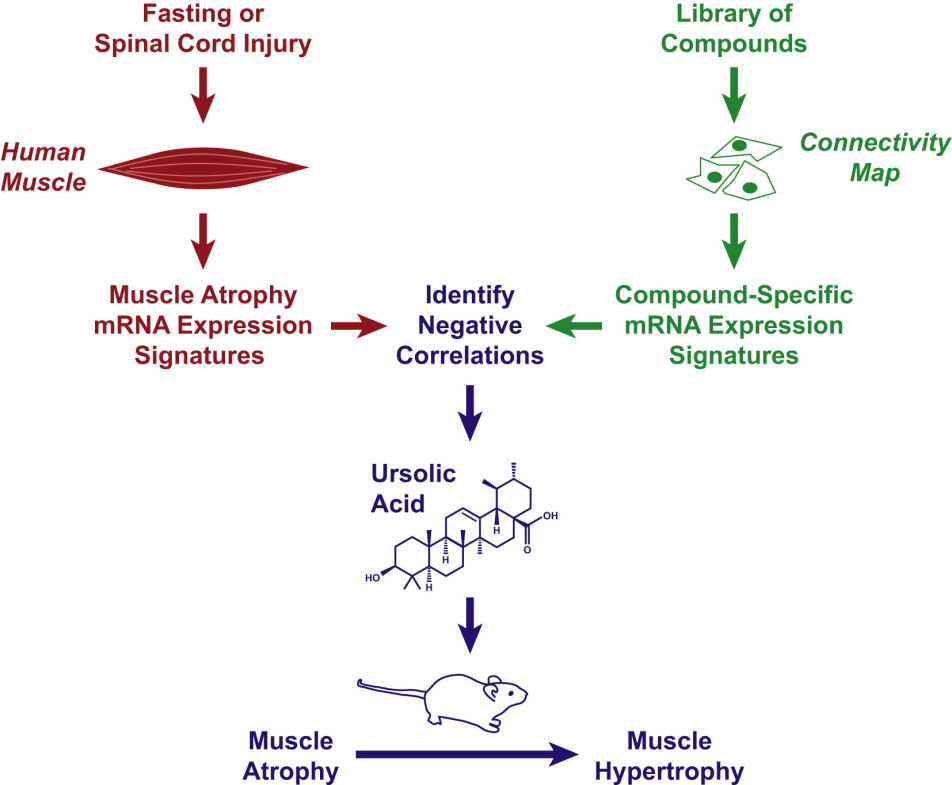 Fasting or
Spinal Cord Injury
Library of
Compounds
Human
Muscle
Connectivity
Map
Muscle Atrophy
mRNA Expression
Signatures
Identify
Negative
Correlations
Compound-Specific
mRNA Expression
Signatures
Ursolic
Acid
H
OH
O
H
HO
H
Muscle
Atrophy
Muscle
Hypertrophy